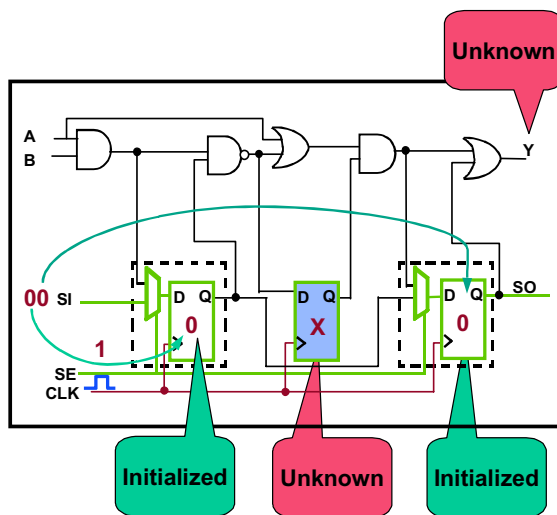 Unknown
A
B
Y
00
SI
D Q
0
D Q
X
D Q
0
SO
1
SE
CLK
Initialized
Unknown
Initialized